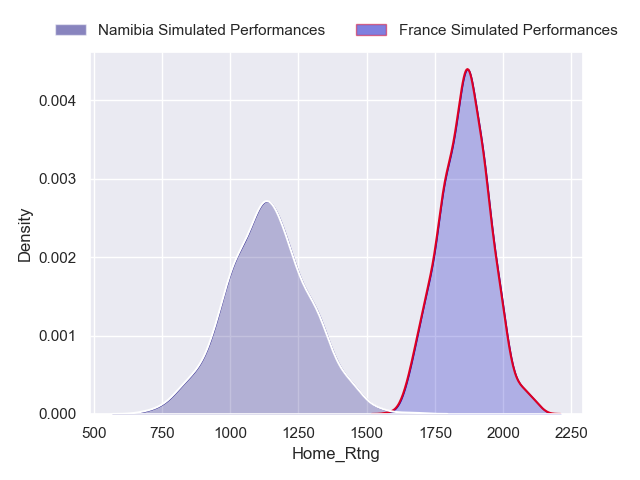 Namibia Simulated Performances France Simulated Performances
0.004
0.003
0.002
0.001
0.000
Density
500 750 1000 1250 1500 1750 2000 2250
Home_Rtng